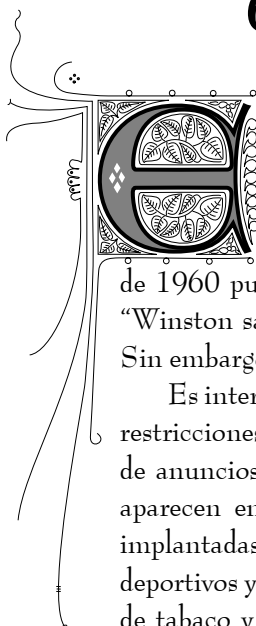 E
de 1960 pu
“Winston sa
Sin embarg
Es inter
restricciones
de anuncios
aparecen en
implantadas
deportivos y
de tabaco y